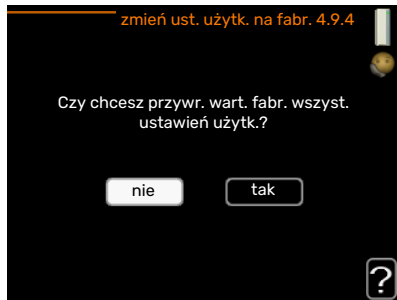 zmień ust. użytk. na fabr. 4.9.4
Czy chcesz przywr. wart. fabr. wszyst.
ustawień użytk.?
nie
tak
?